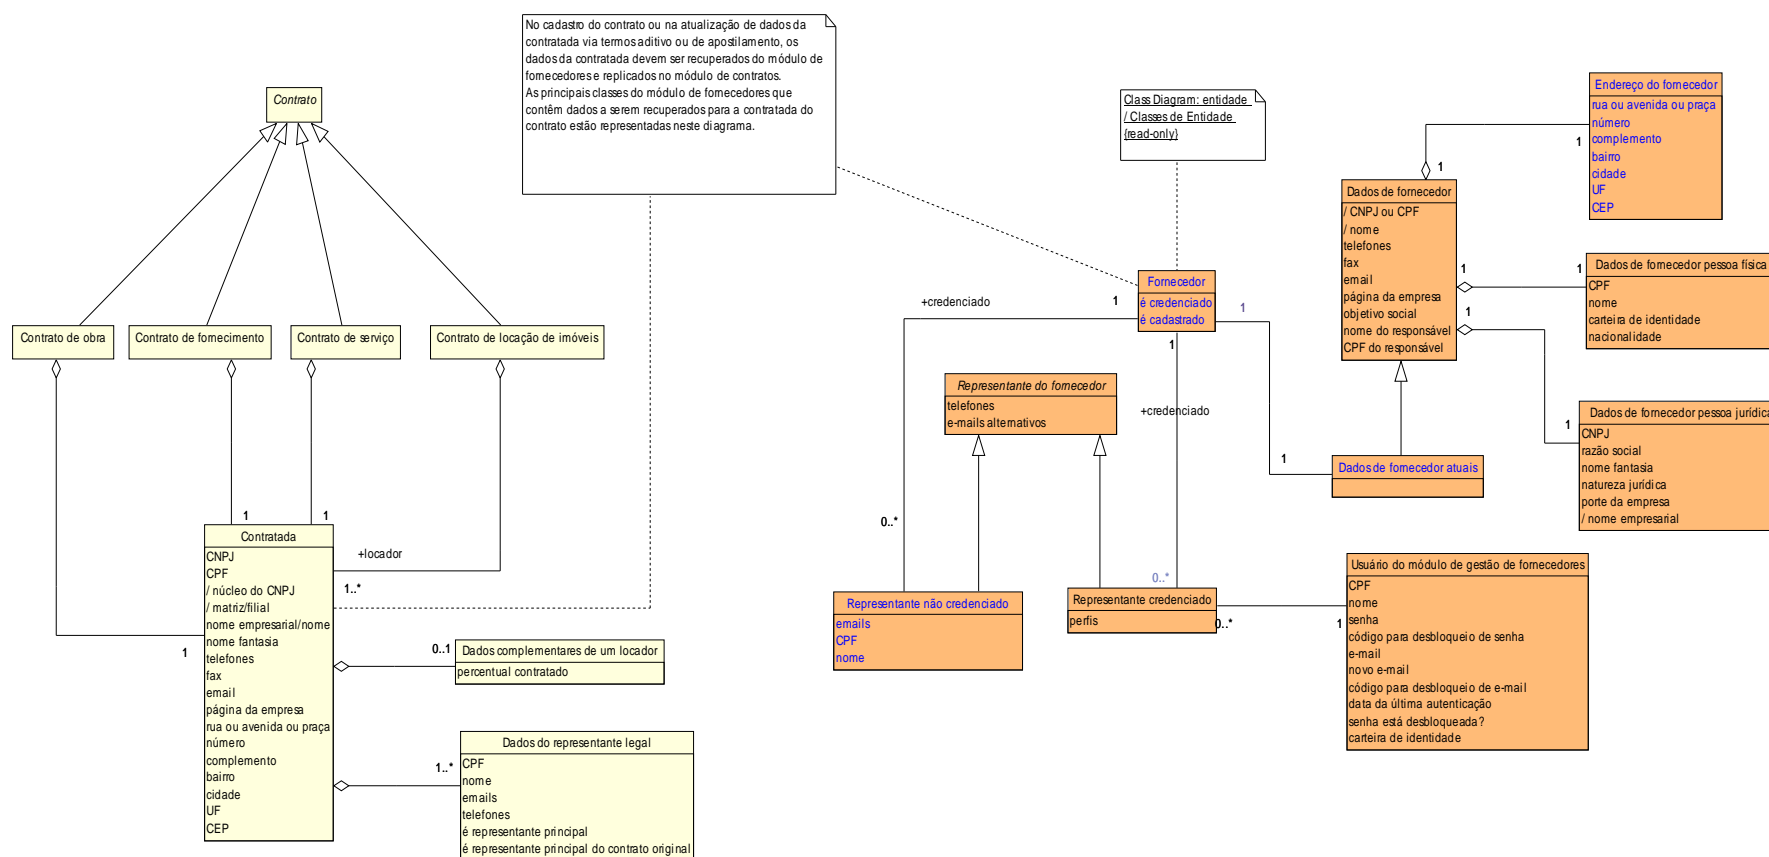 No cadastro do contrato ou na atualização de dados da
contratada via termos aditivo ou de apostilamento, os
dados da contratada devem ser recuperados do módulo de
fornecedores e replicados no módulo de contratos.
As principais classes do módulo de fornecedores que
contêm dados a serem recuperados para a contratada do
contrato estão representadas neste diagrama.
Class Diagram: entidade
/ Classes de Entidade
{read-only}
Contrato
Contrato de obra
Contrato de fornecimento
Contrato de serviço
Contrato de locação de imóveis
1
1
1
+locador
1..*
Contratada
CNPJ
CPF
/ núcleo do CNPJ
/ matriz/filial
nome empresarial/nome
nome fantasia
telefones
fax
email
página da empresa
rua ou avenida ou praça
número
complemento
bairro
cidade
UF
CEP
0..1
Dados complementares de um locador
percentual contratado
1..*
Dados do representante legal
CPF
nome
emails
telefones
é representante principal
é representante principal do contrato original
Fornecedor
é credenciado
é cadastrado
+credenciado
1
1
1
+credenciado
0..*
0..*
1
Representante do fornecedor
telefones
e-mails alternativos
Representante não credenciado
emails
CPF
nome
Representante credenciado
perfis
0..*
1
Usuário do módulo de gestão de fornecedores
CPF
nome
senha
código para desbloqueio de senha
e-mail
novo e-mail
código para desbloqueio de e-mail
data da última autenticação
senha está desbloqueada?
carteira de identidade
Dados de fornecedor atuais
Dados de fornecedor
/ CNPJ ou CPF
/ nome
telefones
fax
email
página da empresa
objetivo social
nome do responsável
CPF do responsável
1
1
Endereço do fornecedor
rua ou avenida ou praça
número
complemento
bairro
cidade
UF
CEP
1
1
Dados de fornecedor pessoa física
CPF
nome
carteira de identidade
nacionalidade
1
1
Dados de fornecedor pessoa jurídica
CNPJ
razão social
nome fantasia
natureza jurídica
porte da empresa
/ nome empresarial